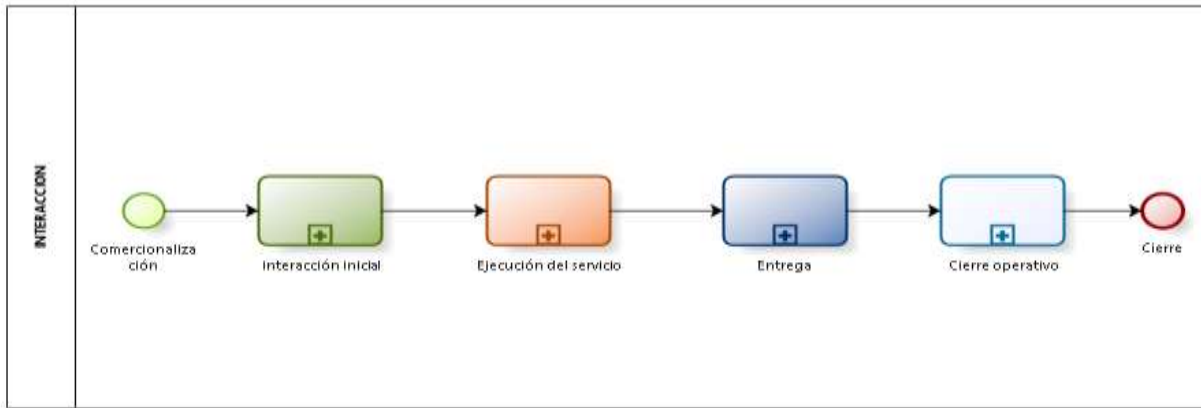 INTERACCION
Comercionaliza
ción
Interacción inicial
Ejecución del servicio
Entrega
Cierre operativo
Cierre